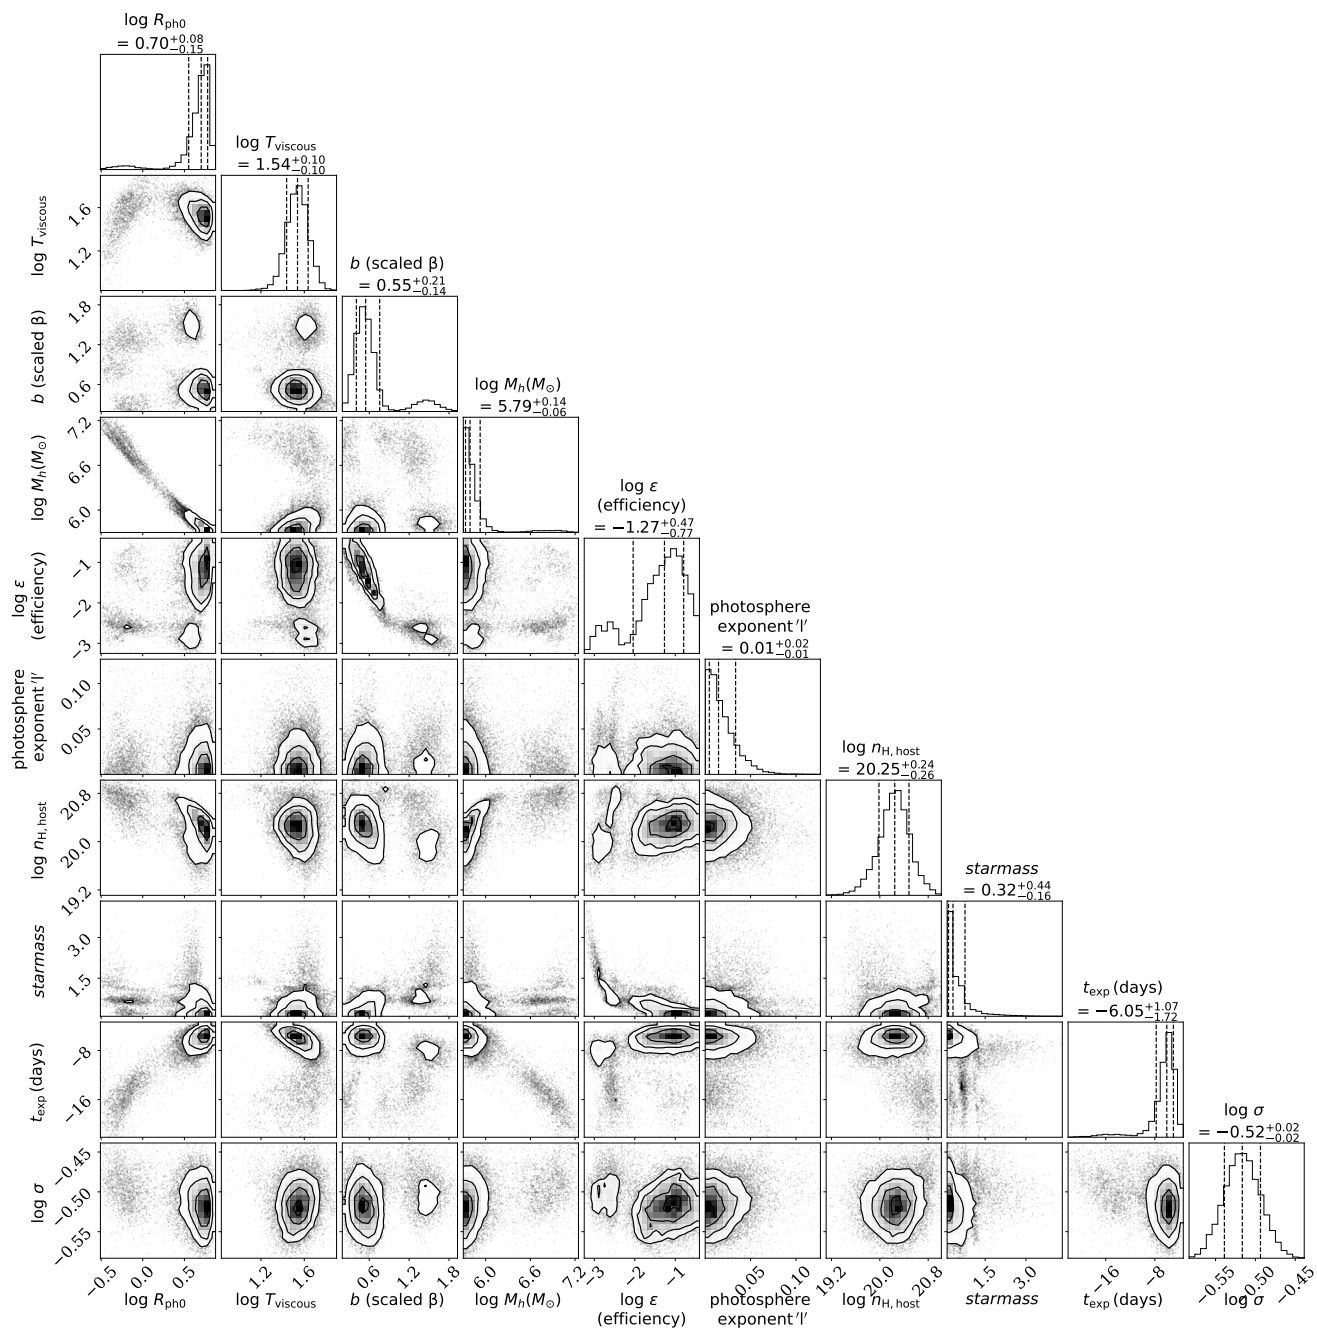 log R_ph0
= 0.70^{+0.08}_{−0.15}
log T_viscous
= 1.54^{+0.10}_{−0.10}
b (scaled β)
= 0.55^{+0.21}_{−0.14}
log M_h(M_⊙)
= 5.79^{+0.14}_{−0.06}
log ε
(efficiency)
= −1.27^{+0.47}_{−0.77}
photosphere
exponent 'l'
= 0.01^{+0.02}_{−0.01}
log n_H, host
= 20.25^{+0.24}_{−0.26}
starmass
= 0.32^{+0.44}_{−0.16}
t_exp (days)
= −6.05^{+1.07}_{−1.72}
log σ
= −0.52^{+0.02}_{−0.02}
log T_viscous
1.6
1.2
b (scaled β)
1.8
1.2
0.6
log M_h(M_⊙)
7.2
6.6
6.0
log ε
(efficiency)
−1
−2
−3
photosphere
exponent 'l'
0.10
0.05
log n_H, host
20.8
20.0
19.2
starmass
3.0
1.5
t_exp (days)
−8
−16
log σ
−0.45
−0.50
−0.55
−0.5 0.0 0.5 1.2 1.6 0.6 1.2 1.8 6.0 6.6 7.2 −3 −2 −1 0.05 0.10 19.2 20.0 20.8 1.5 3.0 −16 −8 −0.55 −0.50 −0.45
log R_ph0 log T_viscous b (scaled β) log M_h(M_⊙) log ε photosphere log n_H, host starmass t_exp (days) log σ
(efficiency) exponent 'l'